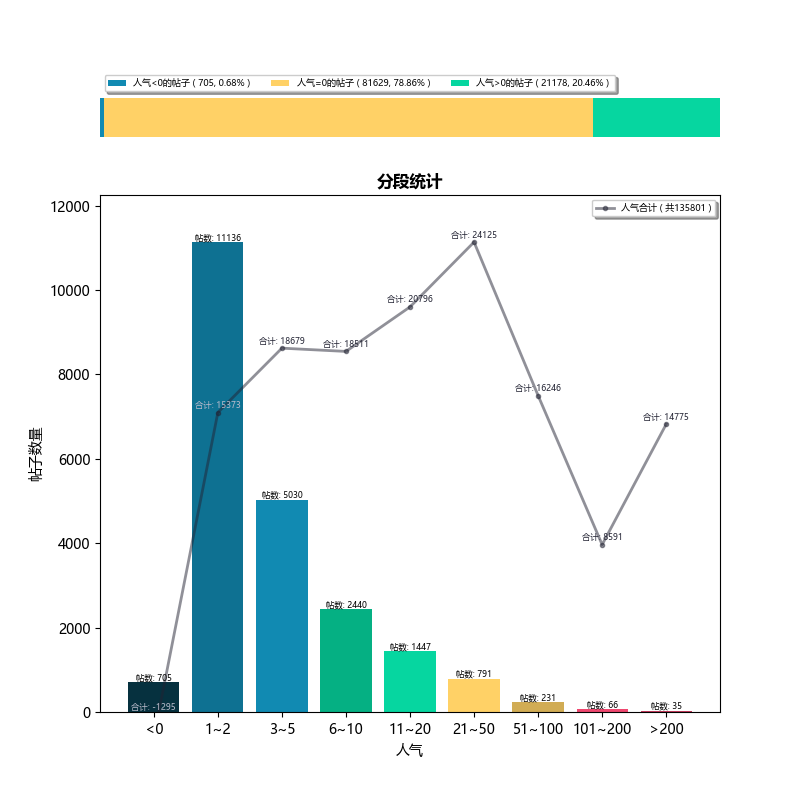 人气<0的帖子 ( 705, 0.68% ) 人气=0的帖子 ( 81629, 78.86% ) 人气>0的帖子 ( 21178, 20.46% )
分段统计
人气合计 ( 共135801 )
12000
10000
8000
6000
4000
2000
0
帖子数量
帖数: 705
帖数: 11136
帖数: 5030
帖数: 2440
帖数: 1447
帖数: 791
帖数: 231
帖数: 66
帖数: 35
合计: -1295
合计: 15373
合计: 18679
合计: 18511
合计: 20796
合计: 24125
合计: 16246
合计: 8591
合计: 14775
<0 1~2 3~5 6~10 11~20 21~50 51~100 101~200 >200
人气